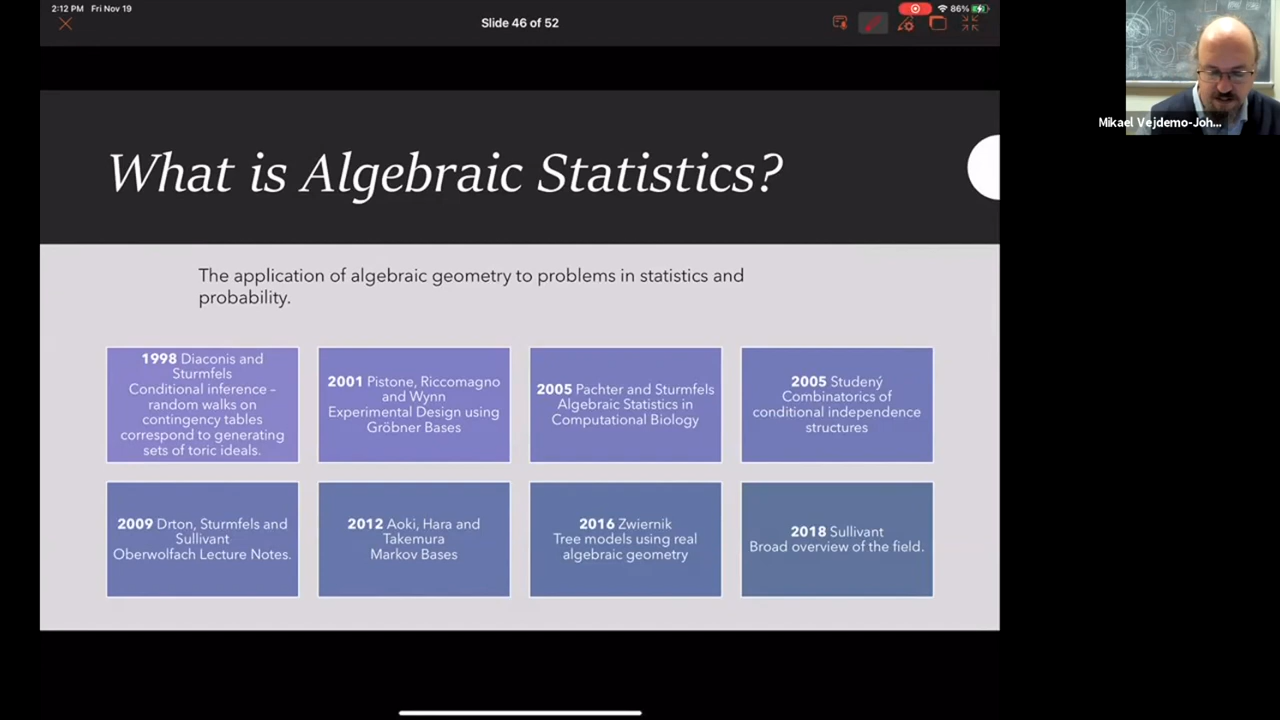 2:12 PM Fri Nov 19
86%
Slide 46 of 52
Mikael Vejdemo-Joh...
What is Algebraic Statistics?
The application of algebraic geometry to problems in statistics and
probability.
1998 Diaconis and
Sturmfels
Conditional inference –
random walks on
contingency tables
correspond to generating
sets of toric ideals.
2001 Pistone, Riccomagno
and Wynn
Experimental Design using
Gröbner Bases
2005 Pachter and Sturmfels
Algebraic Statistics in
Computational Biology
2005 Studený
Combinatorics of
conditional independence
structures
2009 Drton, Sturmfels and
Sullivant
Oberwolfach Lecture Notes.
2012 Aoki, Hara and
Takemura
Markov Bases
2016 Zwiernik
Tree models using real
algebraic geometry
2018 Sullivant
Broad overview of the field.